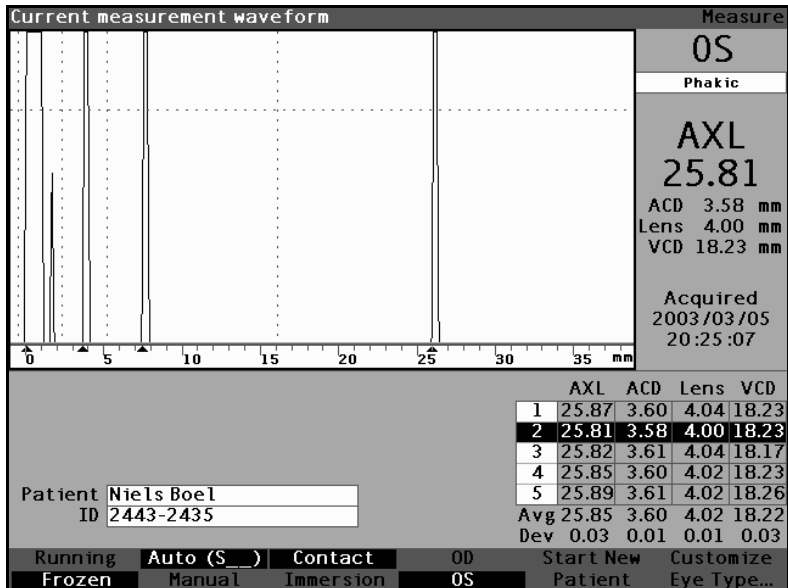 Current measurement waveform Measure
OS
Phakic
AXL
25.81
ACD 3.58 mm
Lens 4.00 mm
VCD 18.23 mm
Acquired
2003/03/05
20:25:07
0 5 10 15 20 25 30 35 mm
AXL ACD Lens VCD
1 25.87 3.60 4.04 18.23
2 25.81 3.58 4.00 18.23
3 25.82 3.61 4.04 18.17
4 25.85 3.60 4.02 18.23
5 25.89 3.61 4.02 18.26
Avg 25.85 3.60 4.02 18.22
Dev 0.03 0.01 0.01 0.03
Patient Niels Boel
ID 2443-2435
Running Auto (S__) Contact OD Start New Customize
Frozen Manual Immersion OS Patient Eye Type...